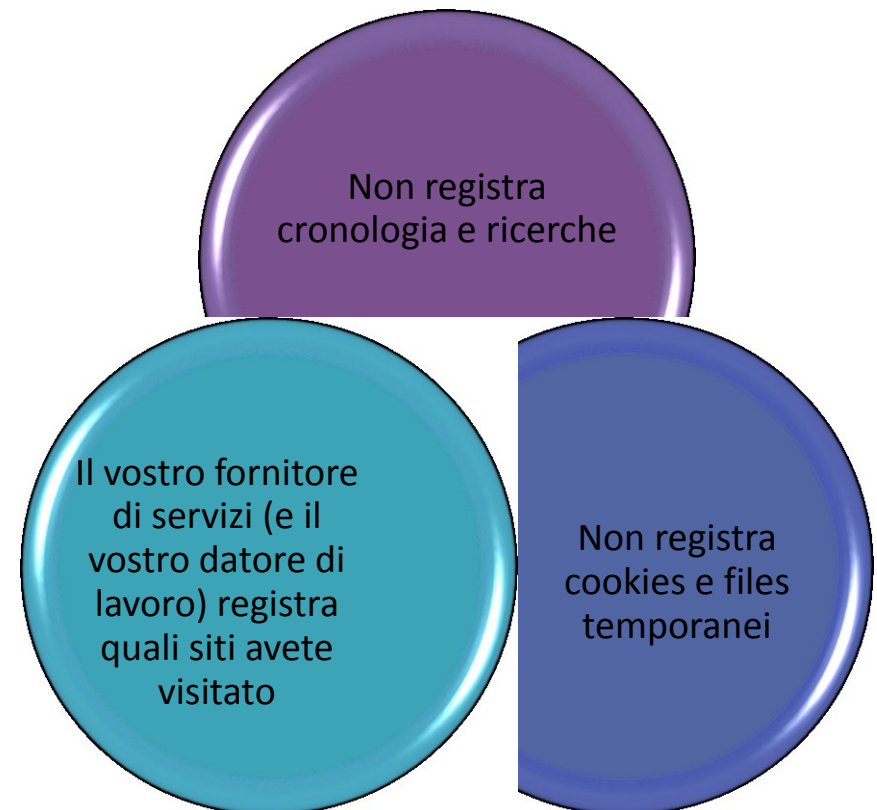 Non registra
cronologia e ricerche
Il vostro fornitore
di servizi (e il
vostro datore di
lavoro) registra
quali siti avete
visitato
Non registra
cookies e files
temporanei